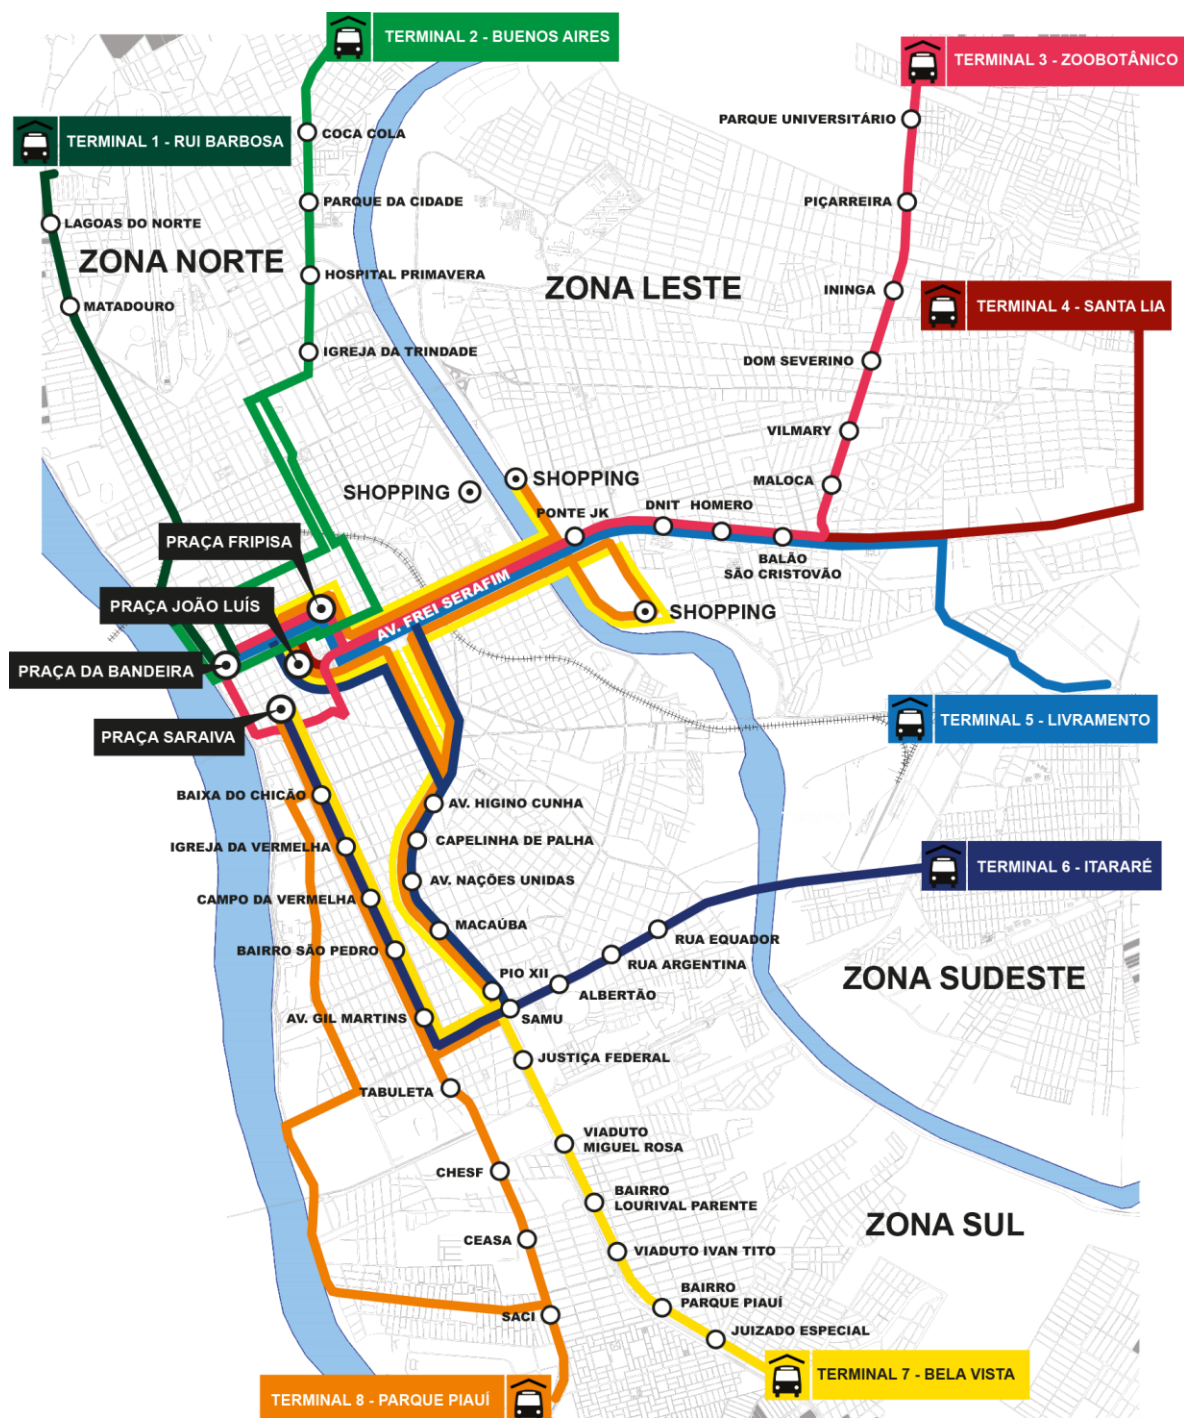 TERMINAL 2 - BUENOS AIRES
TERMINAL 3 - ZOOBOTÂNICO
PARQUE UNIVERSITÁRIO
COCA COLA
TERMINAL 1 - RUI BARBOSA
PARQUE DA CIDADE
PIÇARREIRA
LAGOAS DO NORTE
ZONA NORTE
HOSPITAL PRIMAVERA
ZONA LESTE
ININGA
MATADOURO
TERMINAL 4 - SANTA LIA
IGREJA DA TRINDADE
DOM SEVERINO
VILMARY
SHOPPING
SHOPPING
MALOCA
PONTE JK
DNIT
HOMERO
PRAÇA FRIPISA
BALÃO
SÃO CRISTOVÃO
PRAÇA JOÃO LUÍS
AV. FREI SERAFIM
SHOPPING
PRAÇA DA BANDEIRA
PRAÇA SARAIVA
TERMINAL 5 - LIVRAMENTO
BAIXA DO CHICÃO
AV. HIGINO CUNHA
IGREJA DA VERMELHA
CAPELINHA DE PALHA
TERMINAL 6 - ITARARÉ
AV. NAÇÕES UNIDAS
CAMPO DA VERMELHA
MACAÚBA
RUA EQUADOR
BAIRRO SÃO PEDRO
RUA ARGENTINA
PIO XII
ALBERTÃO
ZONA SUDESTE
AV. GIL MARTINS
SAMU
JUSTIÇA FEDERAL
TABULETA
VIADUTO
MIGUEL ROSA
CHESF
BAIRRO
LOURIVAL PARENTE
ZONA SUL
CEASA
VIADUTO IVAN TITO
BAIRRO
PARQUE PIAUÍ
SACI
JUIZADO ESPECIAL
TERMINAL 7 - BELA VISTA
TERMINAL 8 - PARQUE PIAUÍ